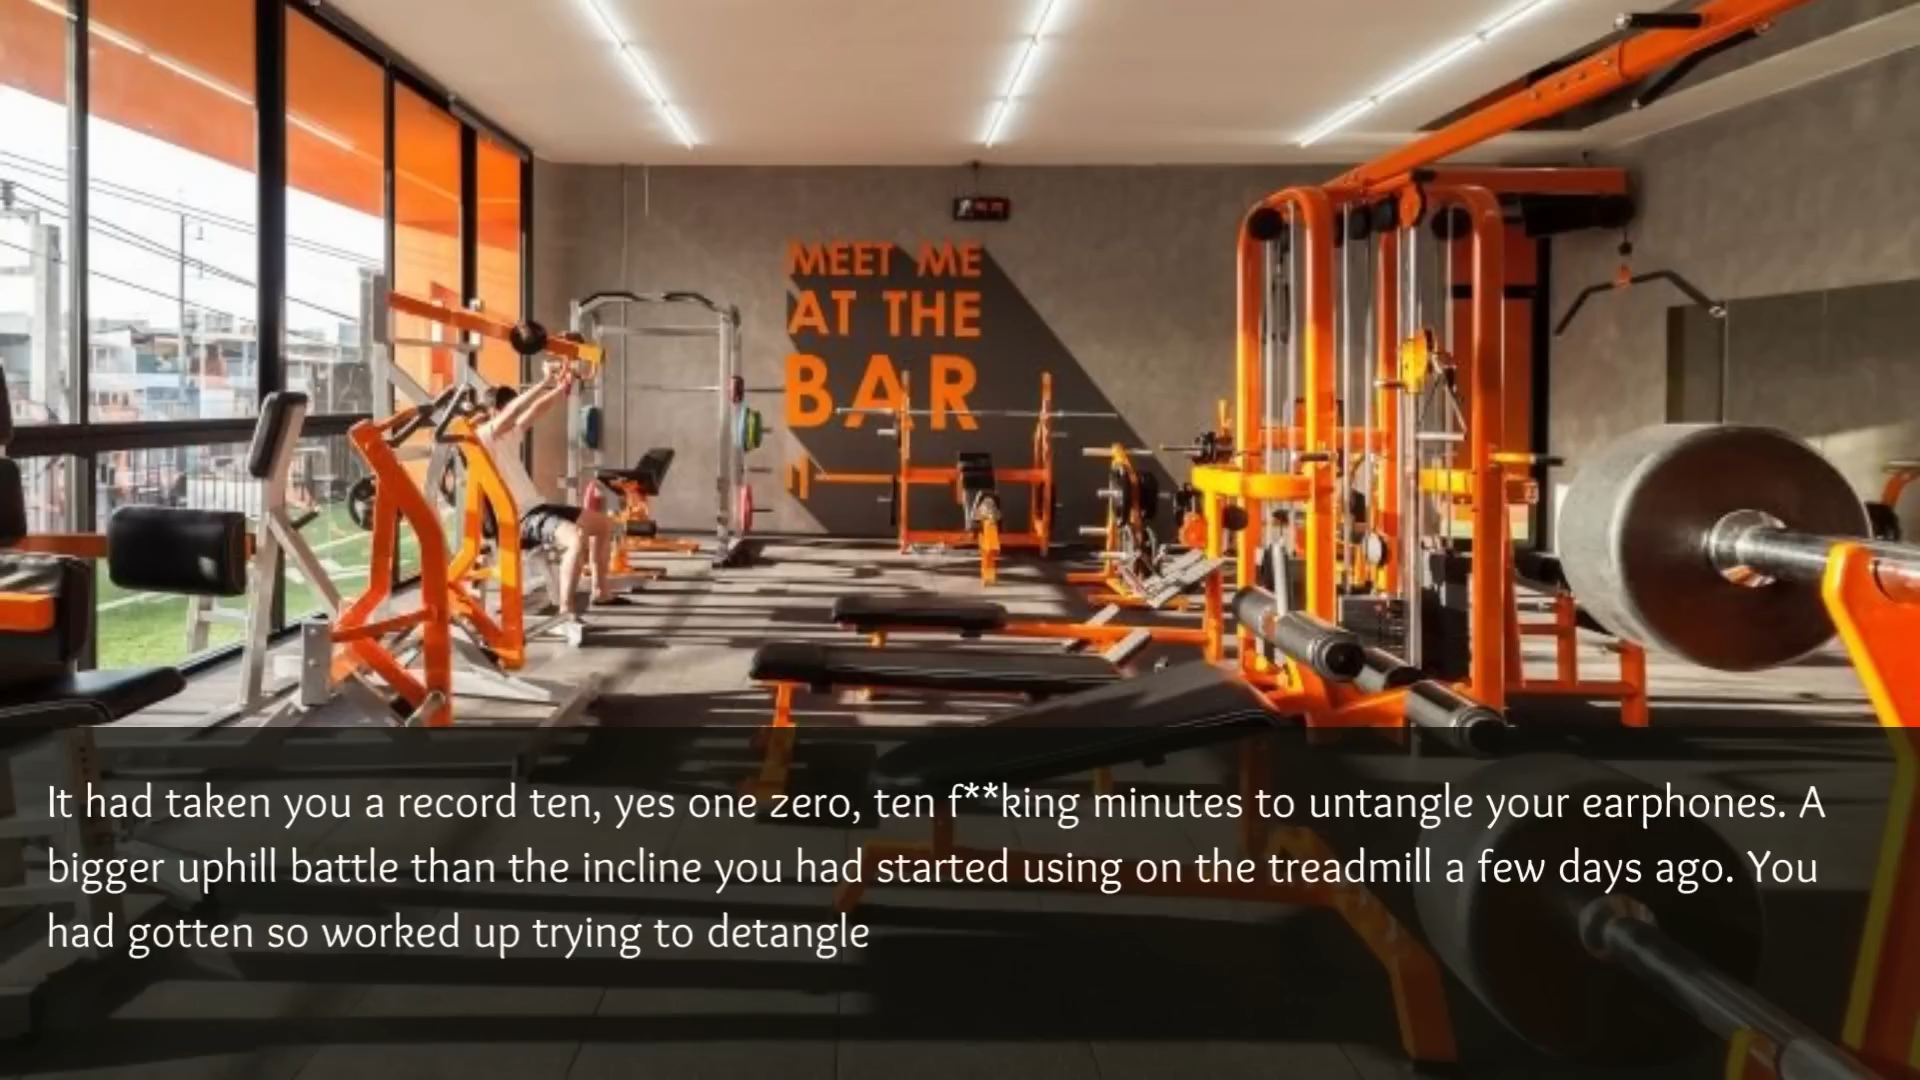 MEET ME
AT THE
BAR
It had taken you a record ten, yes one zero, ten f**king minutes to untangle your earphones. A
bigger uphill battle than the incline you had started using on the treadmill a few days ago. You
had gotten so worked up trying to detangle